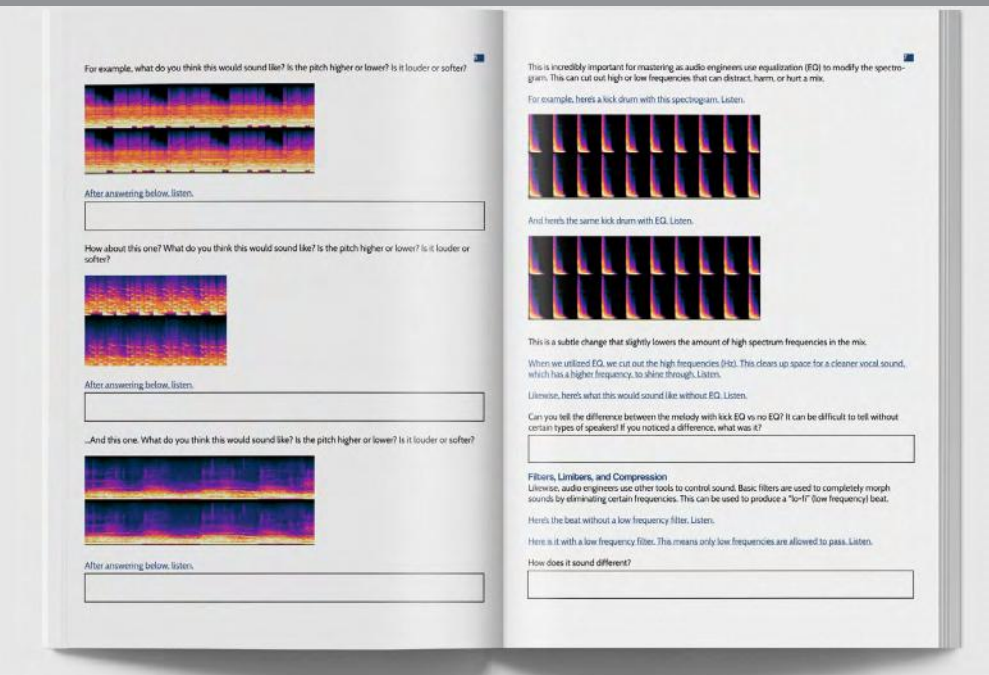 For example, what do you think this would sound like? Is the pitch higher or lower? Is it louder or softer?
After answering below, listen.
How about this one? What do you think this would sound like? Is the pitch higher or lower? Is it louder or
softer?
After answering below, listen.
...And this one. What do you think this would sound like? Is the pitch higher or lower? Is it louder or softer?
After answering below, listen.
This is incredibly important for mastering as audio engineers use equalization (EQ) to modify the spectro-
gram. This can cut out high or low frequencies that can distract, harm, or hurt a mix.
For example, here's a kick drum with this spectrogram. Listen.
And here's the same kick drum with EQ. Listen.
This is a subtle change that slightly lowers the amount of high spectrum frequencies in the mix.
When we utilized EQ, we cut out the high frequencies (Hz). This clears up space for a cleaner vocal sound,
which has a higher frequency, to shine through. Listen.
Likewise, here's what this would sound like without EQ. Listen.
Can you tell the difference between the melody with kick EQ vs no EQ? It can be difficult to tell without
certain types of speakers! If you noticed a difference, what was it?
Filters, Limiters, and Compression
Likewise, audio engineers use other tools to control sound. Basic filters are used to completely morph
sounds by eliminating certain frequencies. This can be used to produce a "lo-fi" (low frequency) beat.
Here's the beat without a low frequency filter. Listen.
Here is it with a low frequency filter. This means only low frequencies are allowed to pass. Listen.
How does it sound different?